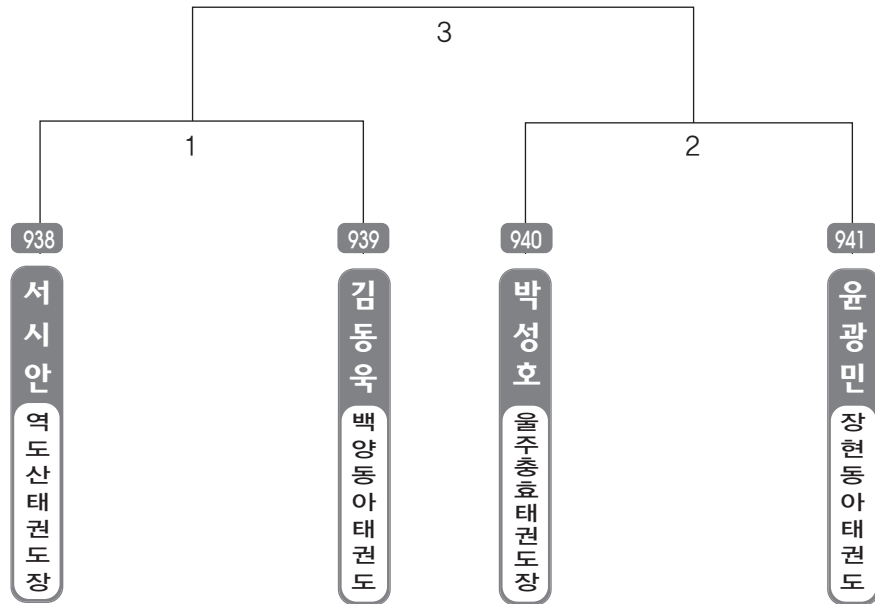 3
1
2
938
939
940
941
서시안
김동욱
박성호
윤광민
역도산태권도장
백양동아태권도
울주충효태권도장
장현동아태권도